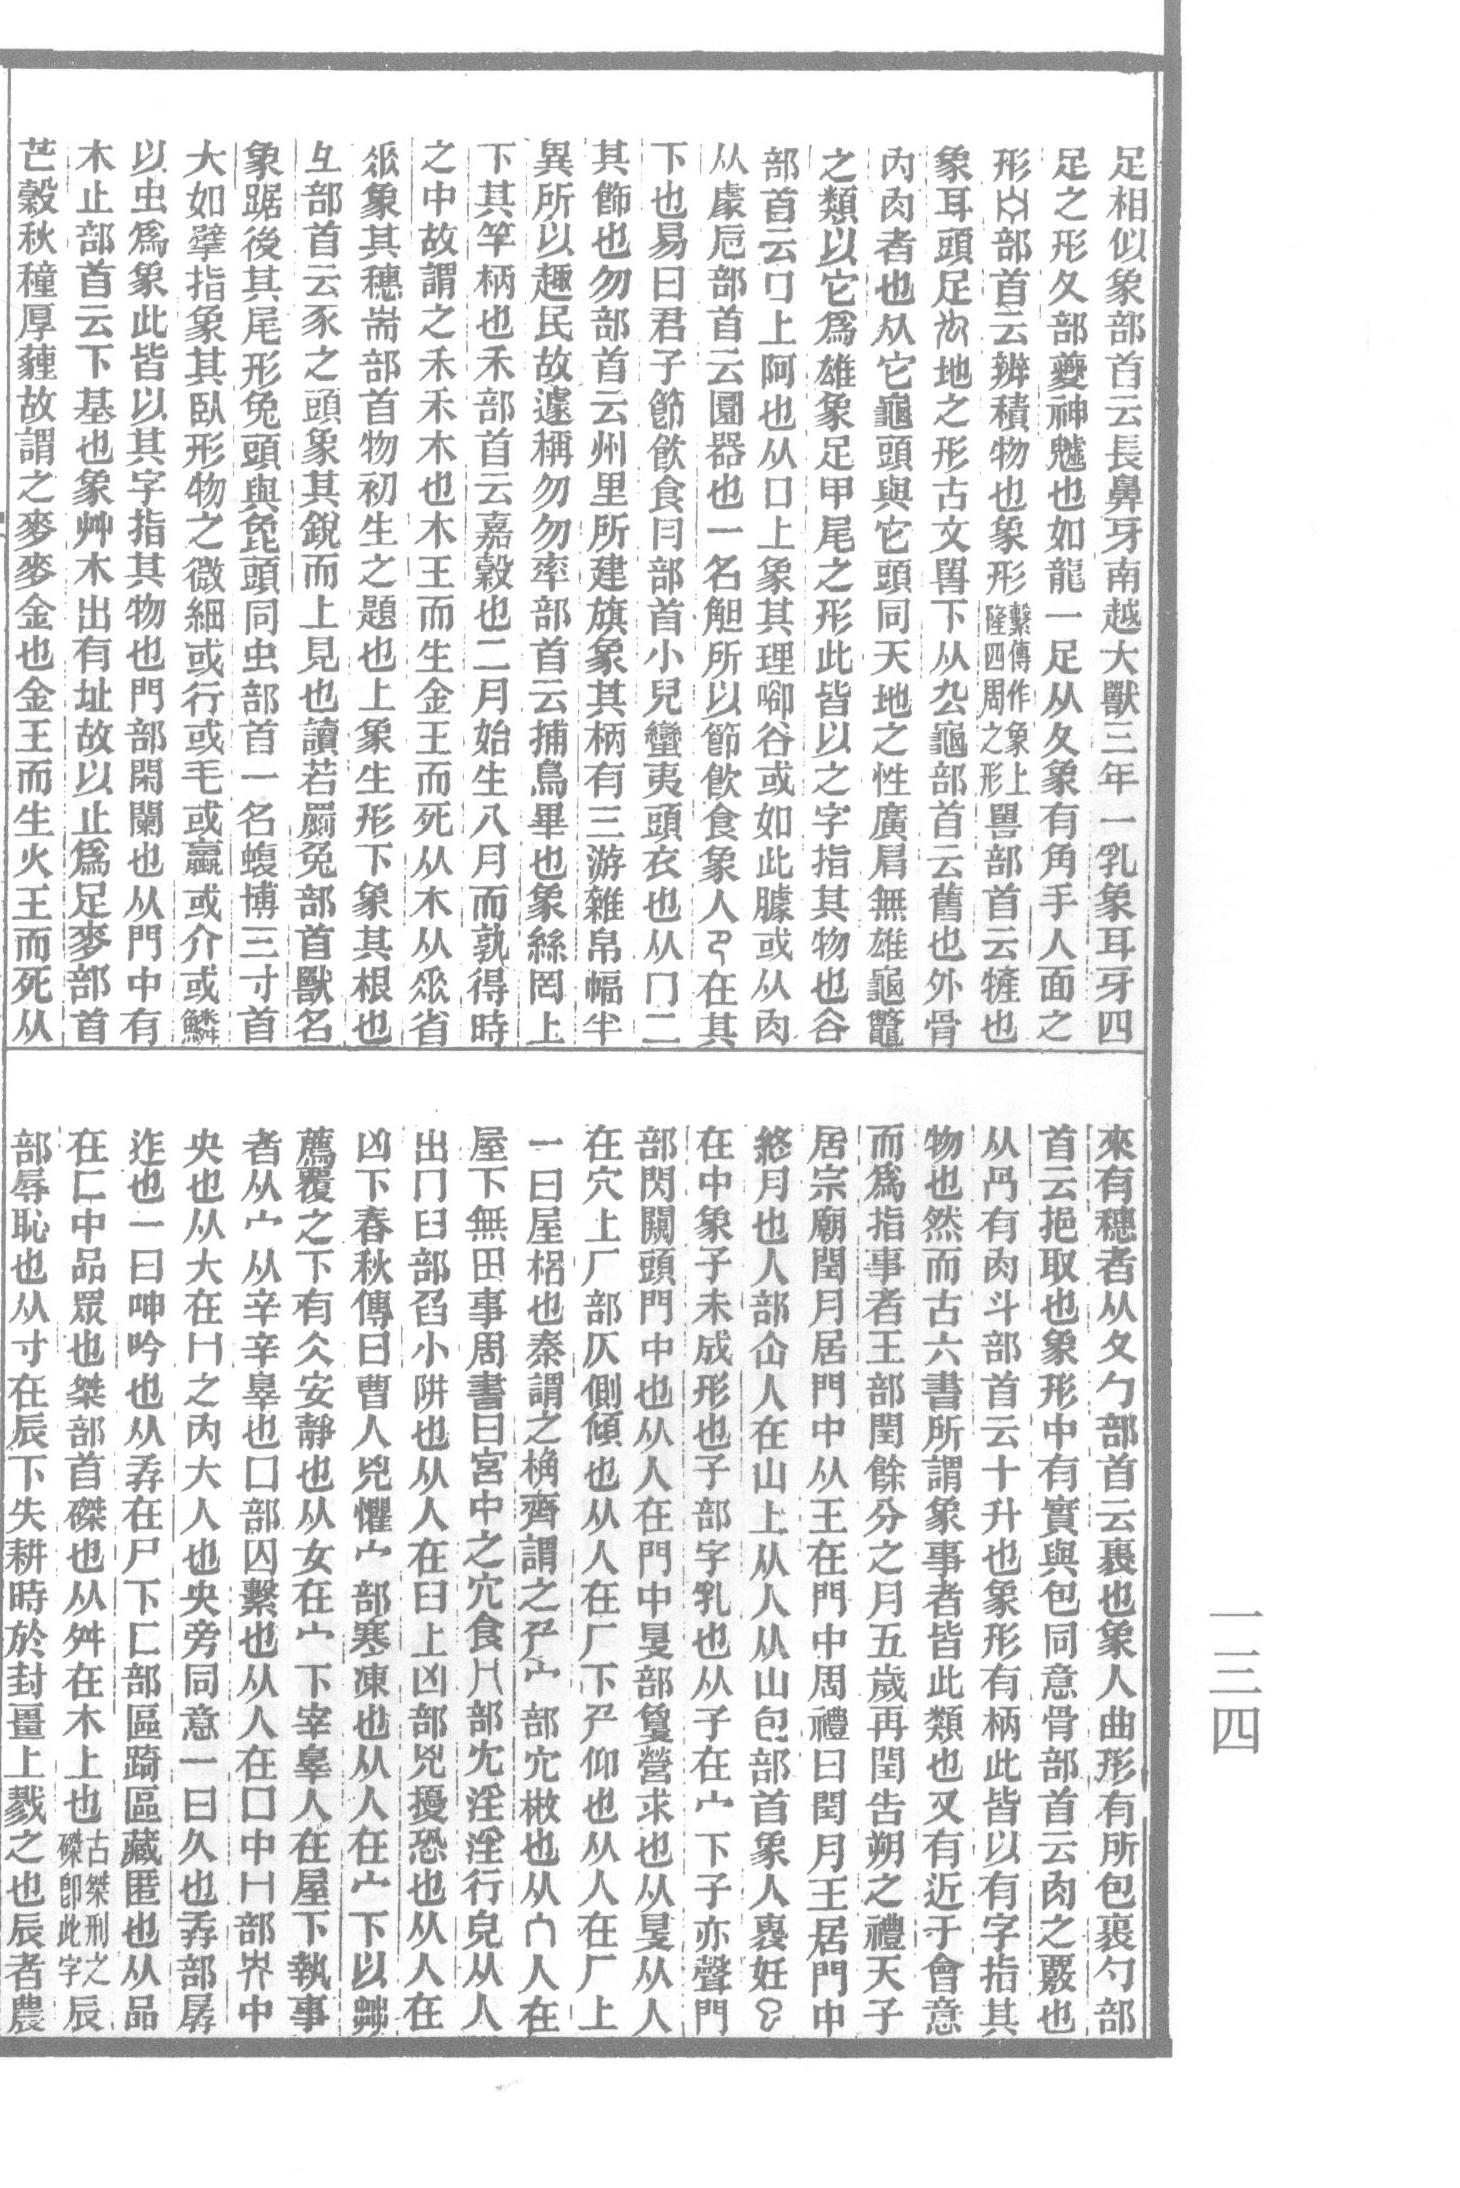 足相似象部首云長鼻牙南越大獸三年一乳象耳牙四
足之形夂部夔神魖也如龍一足从夂象有角手人面之
形部首云辨積物也象形繫傳作象上隆四周之形嘼部首云㹌也
象耳頭足厹地之形古文嘼下从厹龜部首云舊也外骨
內肉者也从它龜頭與它頭同天地之性廣肩無雄龜鼈
之類以它爲雄象足甲尾之形此皆以之字指其物也谷
部首云口上阿也从口上象其理㕁谷或如此臄或从肉
从豦卮部首云圜器也一名觛所以節飲食象人卪在其
下也易曰君子節飲食冃部首小兒蠻夷頭衣也从冂二
其飾也勿部首云州里所建旗象其柄有三游雜帛幅半
異所以趣民故遽稱勿勿率部首云捕鳥畢也象絲罔上
下其竿柄也禾部首云嘉穀也二月始生八月而孰得時
之中故謂之禾禾木也木王而生金王而死从木从𠂹省
𠂹象其穗耑部首物初生之題也上象生形下象其根也
彑部首云豕之頭象其銳而上見也讀若罽兔部首獸名
象踞後其尾形兔頭與㲋頭同虫部首一名蝮博三寸首
大如擘指象其臥形物之微細或行或毛或蠃或介或鱗
以虫爲象此皆以其字指其物也門部閑闌也从門中有
木止部首云下基也象艸木出有址故以止爲足麥部首
芒穀秋穜厚薶故謂之麥麥金也金王而生火王而死从
來有穗者从夂勹部首云裹也象人曲形有所包裹勺部
首云挹取也象形中有實與包同意骨部首云肉之覈也
从冎有肉斗部首云十升也象形有柄此皆以有字指其
物也然而古六書所謂象事者皆此類也又有近于會意
而爲指事者王部閏餘分之月五歲再閏告朔之禮天子
居宗廟閏月居門中从王在門中周禮曰閏月王居門中
終月也人部仚人在山上从人从山包部首象人裹妊
在中象子未成形也子部字乳也从子在宀下子亦聲門
部閃闚頭門中也从人在門中𥄎部敻營求也从𥄎从人
在穴上厂部仄側傾也从人在厂下厃仰也从人在厂上
一曰屋梠也秦謂之桷齊謂之厃宀部宂㪔也从宀人在
屋下無田事周書曰宮中之宂食部冘淫淫行皃从人
出冂臼部臽小阱也从人在臼上凶部兇擾恐也从人在
凶下春秋傳曰曹人兇懼宀部寒凍也从人在宀下以茻
薦覆之下有仌安靜也从女在宀下宰辠人在屋下執事
者从宀从辛辛辠也囗部囚繫也从人在囗中冂部央中
央也从大在冂之內大人也央旁同意一曰久也孨部孱
迮也一曰呻吟也从孨在尸下匸部區踦區藏匿也从品
在匸中品眾也桀部首磔也从舛在木上也古桀刑之磔卽此字辰
部辱恥也从寸在辰下失耕時於封畺上戮之也辰者農
一三四